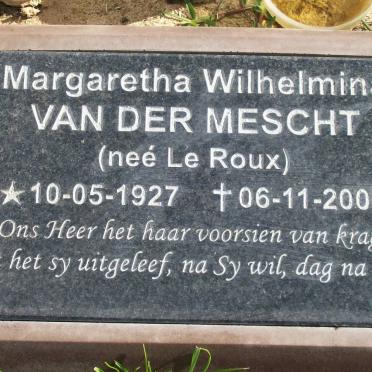 Margaretha Wilhelmina
VAN DER MESCHT
(neé Le Roux)
★ 10-05-1927 ✝ 06-11-200
Ons Heer het haar voorsien van krag
het sy uitgeleef, na Sy wil, dag na